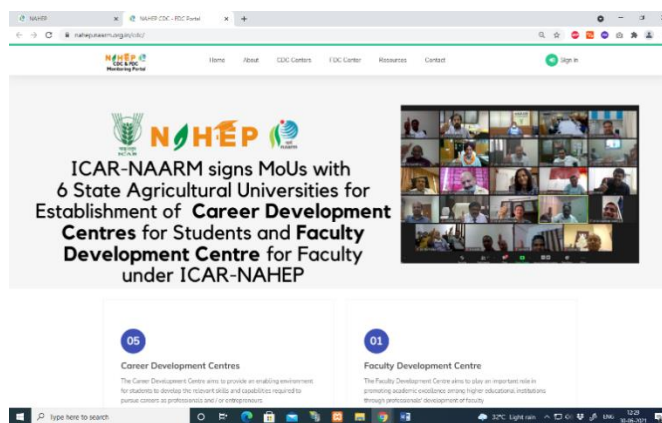 NAHEP
NAHEP CDC - FDC Portal
nahep.naarm.org.in/cdc/
NAHEP
CDC & FDC
Monitoring Portal
Home About CDC Centers FDC Center Resources Contact
Sign In
NAHEP
ICAR-NAARM signs MoUs with
6 State Agricultural Universities for
Establishment of Career Development
Centres for Students and Faculty
Development Centre for Faculty
under ICAR-NAHEP
05
Career Development Centres
The Career Development Centre aims to provide an enabling environment
for students to develop the relevant skills and capabilities required to
pursue careers as professionals and / or entrepreneurs
01
Faculty Development Centre
The Faculty Development Centre aims to play an important role in
promoting academic excellence among higher educational institutions
through professionals' development of faculty
Type here to search
32°C Light rain
ENG
12:29
30-09-2021